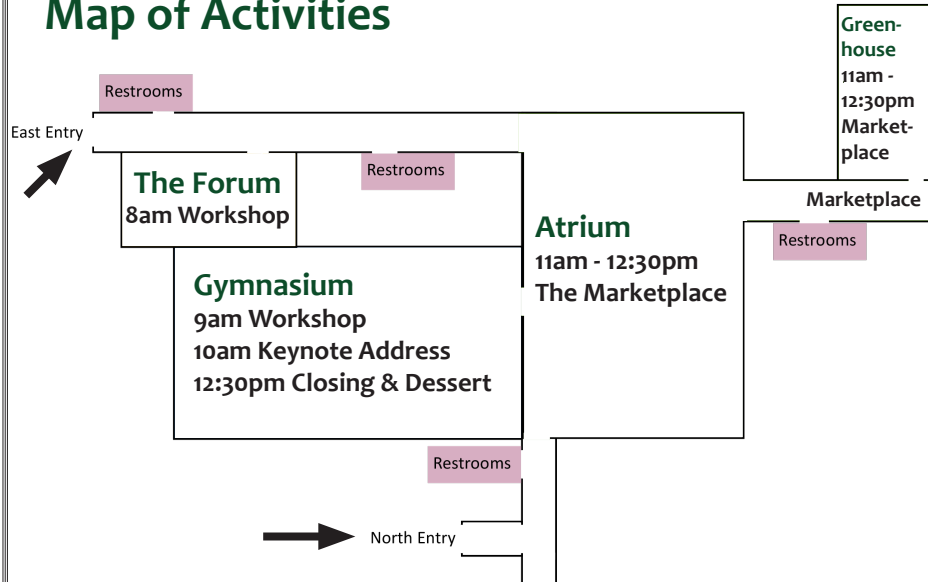 Map of Activities
Green-
house
11am -
12:30pm
Market-
place
Restrooms
East Entry
The Forum
8am Workshop
Restrooms
Marketplace
Restrooms
Atrium
11am - 12:30pm
The Marketplace
Gymnasium
9am Workshop
10am Keynote Address
12:30pm Closing & Dessert
Restrooms
North Entry